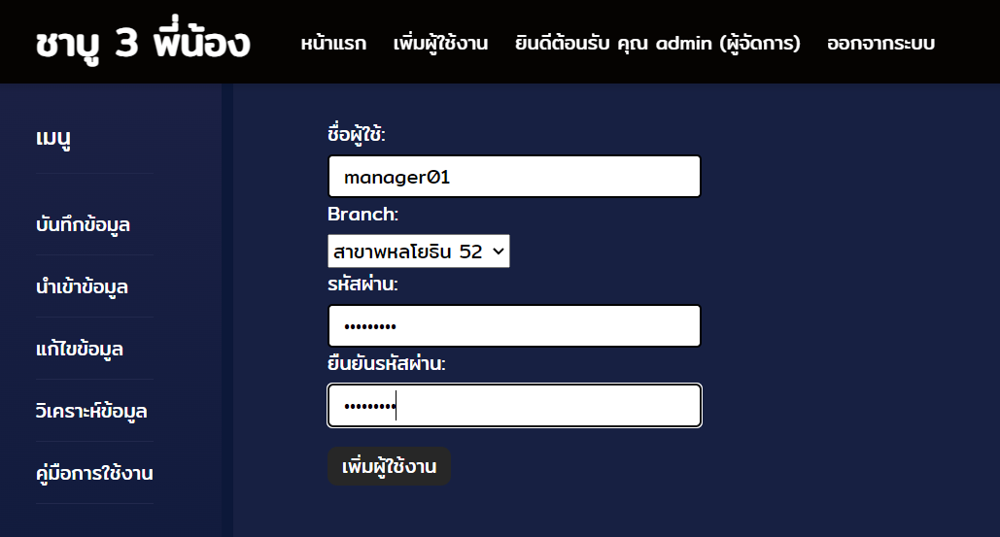 ชาบู 3 พี่น้อง หน้าแรก เพิ่มผู้ใช้งาน ยินดีต้อนรับ คุณ admin (ผู้จัดการ) ออกจากระบบ
เมนู
บันทึกข้อมูล
นำเข้าข้อมูล
แก้ไขข้อมูล
วิเคราะห์ข้อมูล
คู่มือการใช้งาน
ชื่อผู้ใช้:
manager01
Branch:
สาขาพหลโยธิน 52
รหัสผ่าน:
•••••••••
ยืนยันรหัสผ่าน:
•••••••••
เพิ่มผู้ใช้งาน